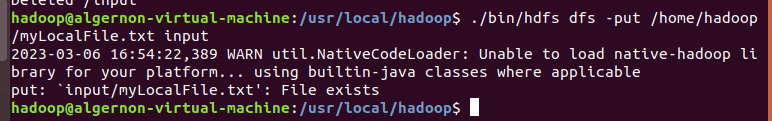 Deleted /input
hadoop@algernon-virtual-machine:/usr/local/hadoop$ ./bin/hdfs dfs -put /home/hadoop
/myLocalFile.txt input
2023-03-06 16:54:22,389 WARN util.NativeCodeLoader: Unable to load native-hadoop li
brary for your platform... using builtin-java classes where applicable
put: `input/myLocalFile.txt': File exists
hadoop@algernon-virtual-machine:/usr/local/hadoop$